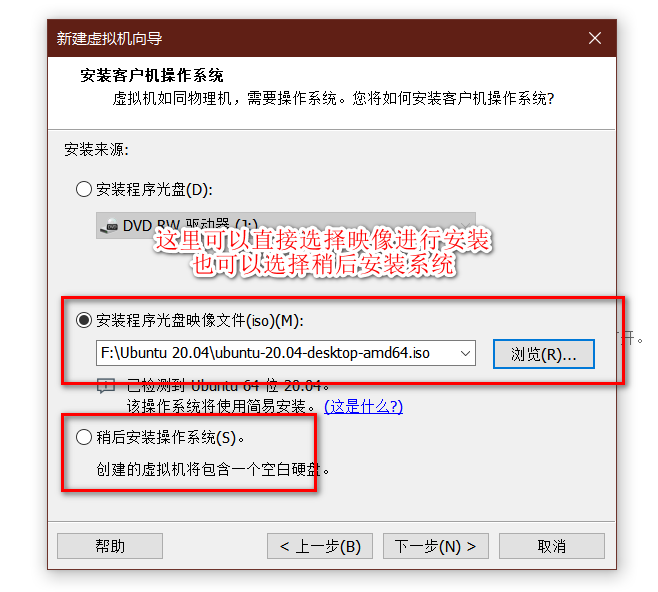 新建虚拟机向导
安装客户机操作系统
虚拟机如同物理机，需要操作系统。您将如何安装客户机操作系统?
安装来源:
安装程序光盘(D):
DVD RW 驱动器 (J:)
这里可以直接选择映像进行安装
也可以选择稍后安装系统
安装程序光盘映像文件(iso)(M):
F:\Ubuntu 20.04\ubuntu-20.04-desktop-amd64.iso
浏览(R)...
开。
已检测到 Ubuntu 64 位 20.04。
该操作系统将使用简易安装。(这是什么?)
稍后安装操作系统(S)。
创建的虚拟机将包含一个空白硬盘。
帮助
< 上一步(B)
下一步(N) >
取消